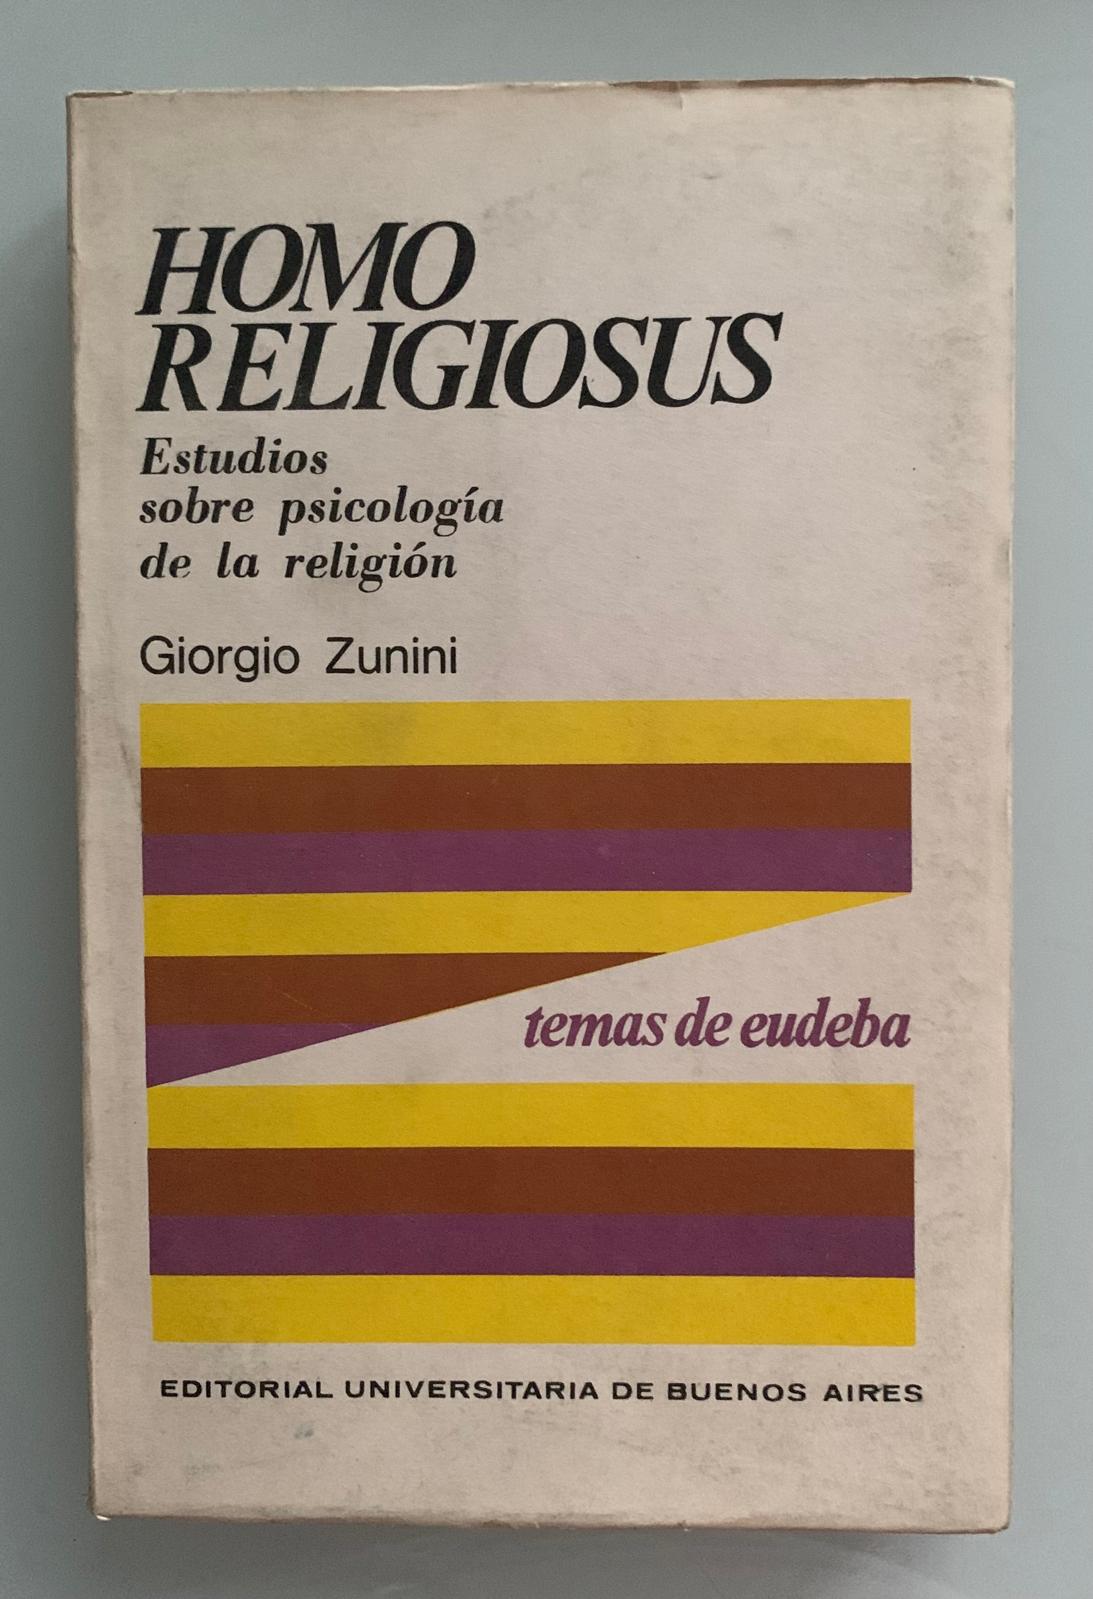 HOMO
RELIGIOSUS
Estudios
sobre psicología
de la religión
Giorgio Zunini
temas de eudeba
EDITORIAL UNIVERSITARIA DE BUENOS AIRES